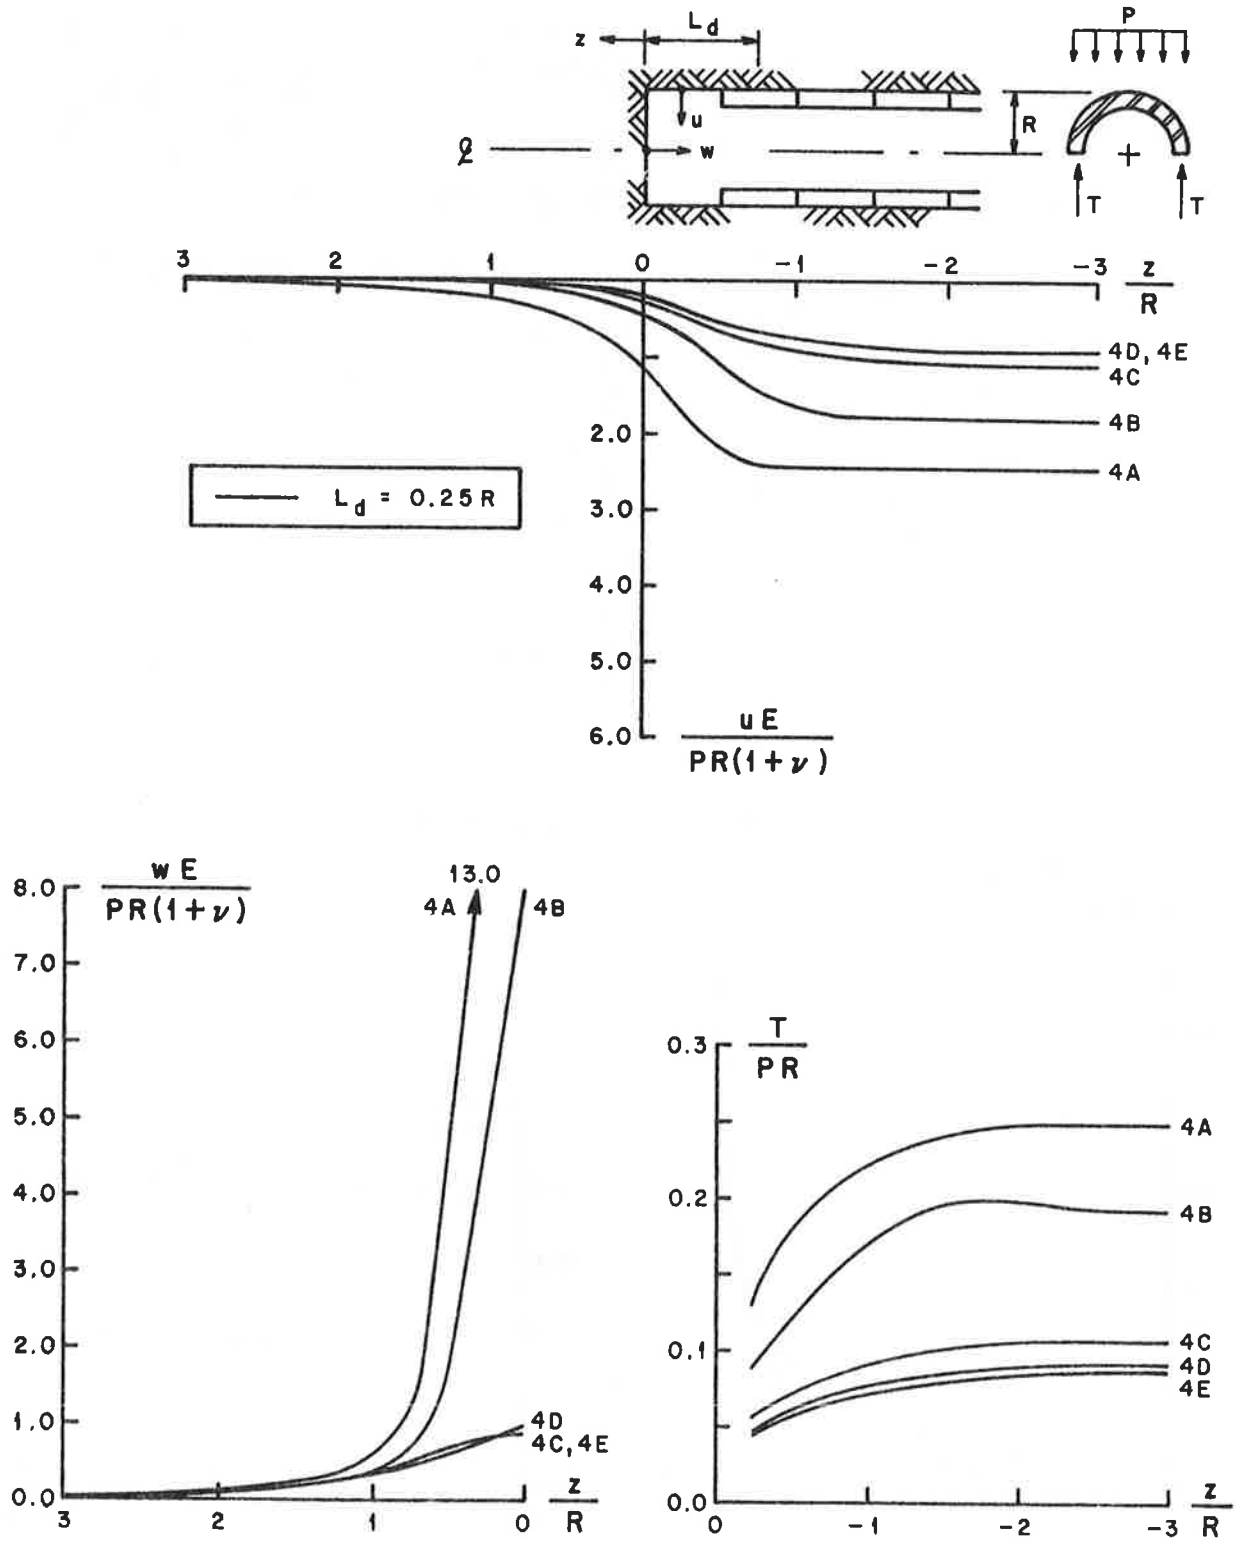 z
L d
P
u
R
℄
w
T
T
3
2
1
0
-1
-2
-3
z
R
4D, 4E
4C
4B
4A
2.0
3.0
4.0
5.0
6.0
L d = 0.25 R
u E
PR(1 + ν)
w E
PR(1 + ν)
8.0
7.0
6.0
5.0
4.0
3.0
2.0
1.0
0.0
13.0
4A
4B
4D
4C, 4E
3
2
1
0
z
R
T
PR
0.3
0.2
0.1
0.0
4A
4B
4C
4D
4E
0
-1
-2
-3
z
R